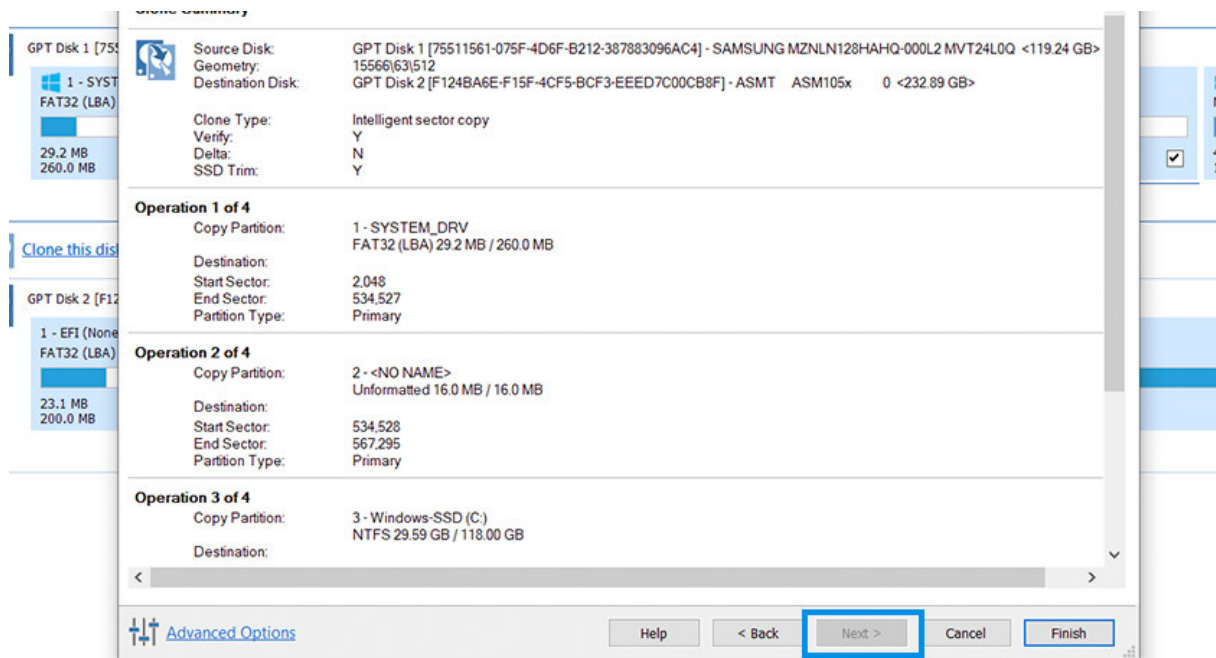 Clone Summary
GPT Disk 1 [755
1 - SYST
FAT32 (LBA)
29.2 MB
260.0 MB
Clone this dis
GPT Disk 2 [F12
1 - EFI (None
FAT32 (LBA)
23.1 MB
200.0 MB
Source Disk: GPT Disk 1 [75511561-075F-4D6F-B212-387883096AC4] - SAMSUNG MZNLN128HAHQ-000L2 MVT24L0Q <119.24 GB>
Geometry: 15566\63\512
Destination Disk: GPT Disk 2 [F124BA6E-F15F-4CF5-BCF3-EEED7C00CB8F] - ASMT ASM105x 0 <232.89 GB>
Clone Type: Intelligent sector copy
Verify: Y
Delta: N
SSD Trim: Y
Operation 1 of 4
Copy Partition: 1 - SYSTEM_DRV
FAT32 (LBA) 29.2 MB / 260.0 MB
Destination:
Start Sector: 2,048
End Sector: 534,527
Partition Type: Primary
Operation 2 of 4
Copy Partition: 2 - <NO NAME>
Unformatted 16.0 MB / 16.0 MB
Destination:
Start Sector: 534,528
End Sector: 567,295
Partition Type: Primary
Operation 3 of 4
Copy Partition: 3 - Windows-SSD (C:)
NTFS 29.59 GB / 118.00 GB
Destination:
Advanced Options
Help
< Back
Next >
Cancel
Finish